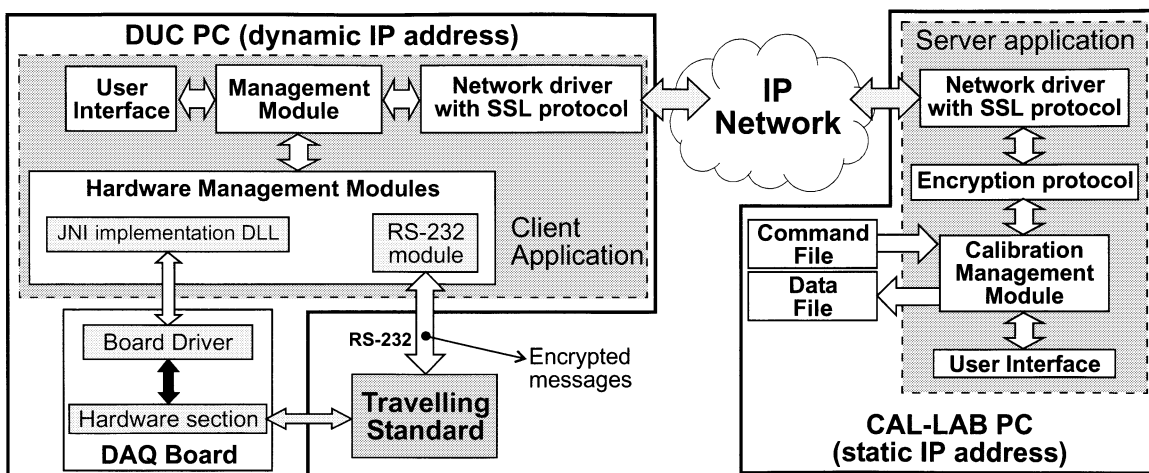 DUC PC (dynamic IP address)
User
Interface
Management
Module
Network driver
with SSL protocol
Hardware Management Modules
JNI implementation DLL
RS-232
module
Client
Application
Board Driver
Hardware section
DAQ Board
RS-232
Encrypted
messages
Travelling
Standard
IP
Network
Server application
Network driver
with SSL protocol
Encryption protocol
Command
File
Data
File
Calibration
Management
Module
User Interface
CAL-LAB PC
(static IP address)